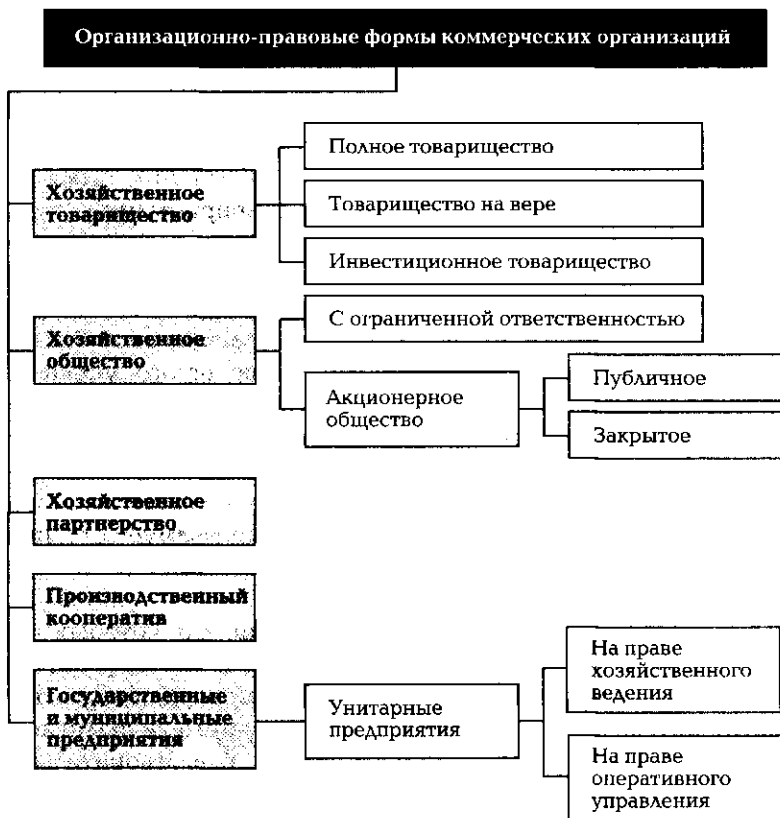 Организационно-правовые формы коммерческих организаций
Хозяйственное
товарищество
Полное товарищество
Товарищество на вере
Инвестиционное товарищество
Хозяйственное
общество
С ограниченной ответственностью
Акционерное
общество
Публичное
Закрытое
Хозяйственное
партнерство
Производственный
кооператив
Государственные
и муниципальные
предприятия
Унитарные
предприятия
На праве
хозяйственного
ведения
На праве
оперативного
управления